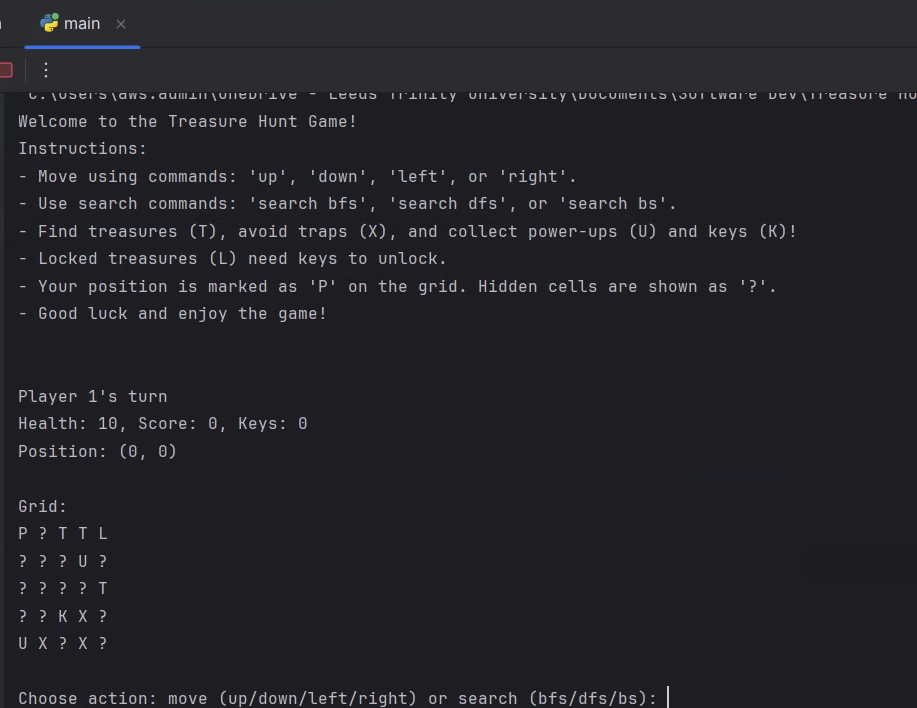 main
C:\Users\aws.admin\OneDrive - Leeds Trinity University\Documents\Software Dev\Treasure
Welcome to the Treasure Hunt Game!
Instructions:
- Move using commands: 'up', 'down', 'left', or 'right'.
- Use search commands: 'search bfs', 'search dfs', or 'search bs'.
- Find treasures (T), avoid traps (X), and collect power-ups (U) and keys (K)!
- Locked treasures (L) need keys to unlock.
- Your position is marked as 'P' on the grid. Hidden cells are shown as '?'.
- Good luck and enjoy the game!
Player 1's turn
Health: 10, Score: 0, Keys: 0
Position: (0, 0)
Grid:
P ? T T L
? ? ? U ?
? ? ? ? T
? ? K X ?
U X ? X ?
Choose action: move (up/down/left/right) or search (bfs/dfs/bs):